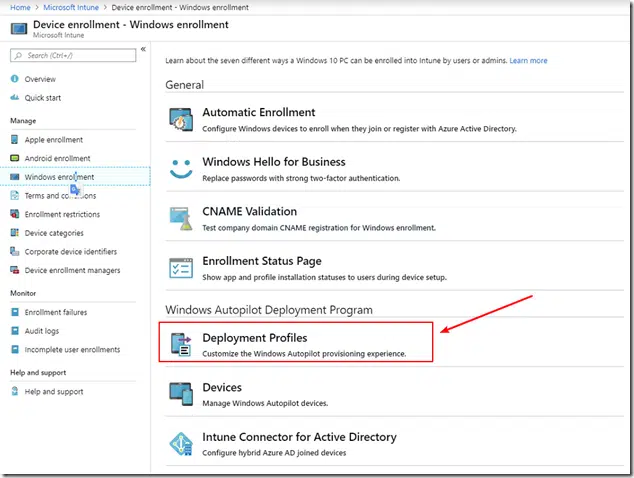 Home > Microsoft Intune > Device enrollment - Windows enrollment
Device enrollment - Windows enrollment
Microsoft Intune
Search (Ctrl+/)
«
Overview
Quick start
Manage
Apple enrollment
Android enrollment
Windows enrollment
Terms and conditions
Enrollment restrictions
Device categories
Corporate device identifiers
Device enrollment managers
Monitor
Enrollment failures
Audit logs
Incomplete user enrollments
Help and support
Help and support
Learn about the seven different ways a Windows 10 PC can be enrolled into Intune by users or admins. Learn more
General
Automatic Enrollment
Configure Windows devices to enroll when they join or register with Azure Active Directory.
Windows Hello for Business
Replace passwords with strong two-factor authentication.
CNAME Validation
Test company domain CNAME registration for Windows enrollment.
Enrollment Status Page
Show app and profile installation statuses to users during device setup.
Windows Autopilot Deployment Program
Deployment Profiles
Customize the Windows Autopilot provisioning experience.
Devices
Manage Windows Autopilot devices.
Intune Connector for Active Directory
Configure hybrid Azure AD joined devices